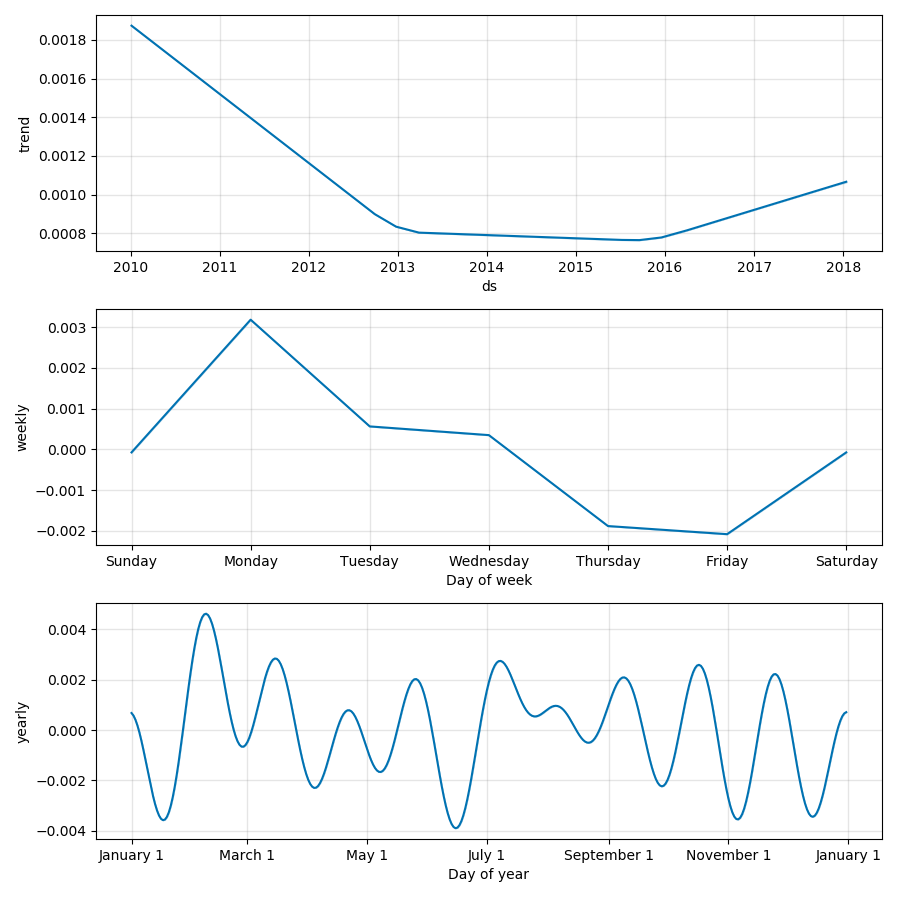 0.0018
0.0016
0.0014
0.0012
0.0010
0.0008
trend
2010 2011 2012 2013 2014 2015 2016 2017 2018
ds
0.003
0.002
0.001
0.000
−0.001
−0.002
weekly
Sunday Monday Tuesday Wednesday Thursday Friday Saturday
Day of week
0.004
0.002
0.000
−0.002
−0.004
yearly
January 1 March 1 May 1 July 1 September 1 November 1 January 1
Day of year